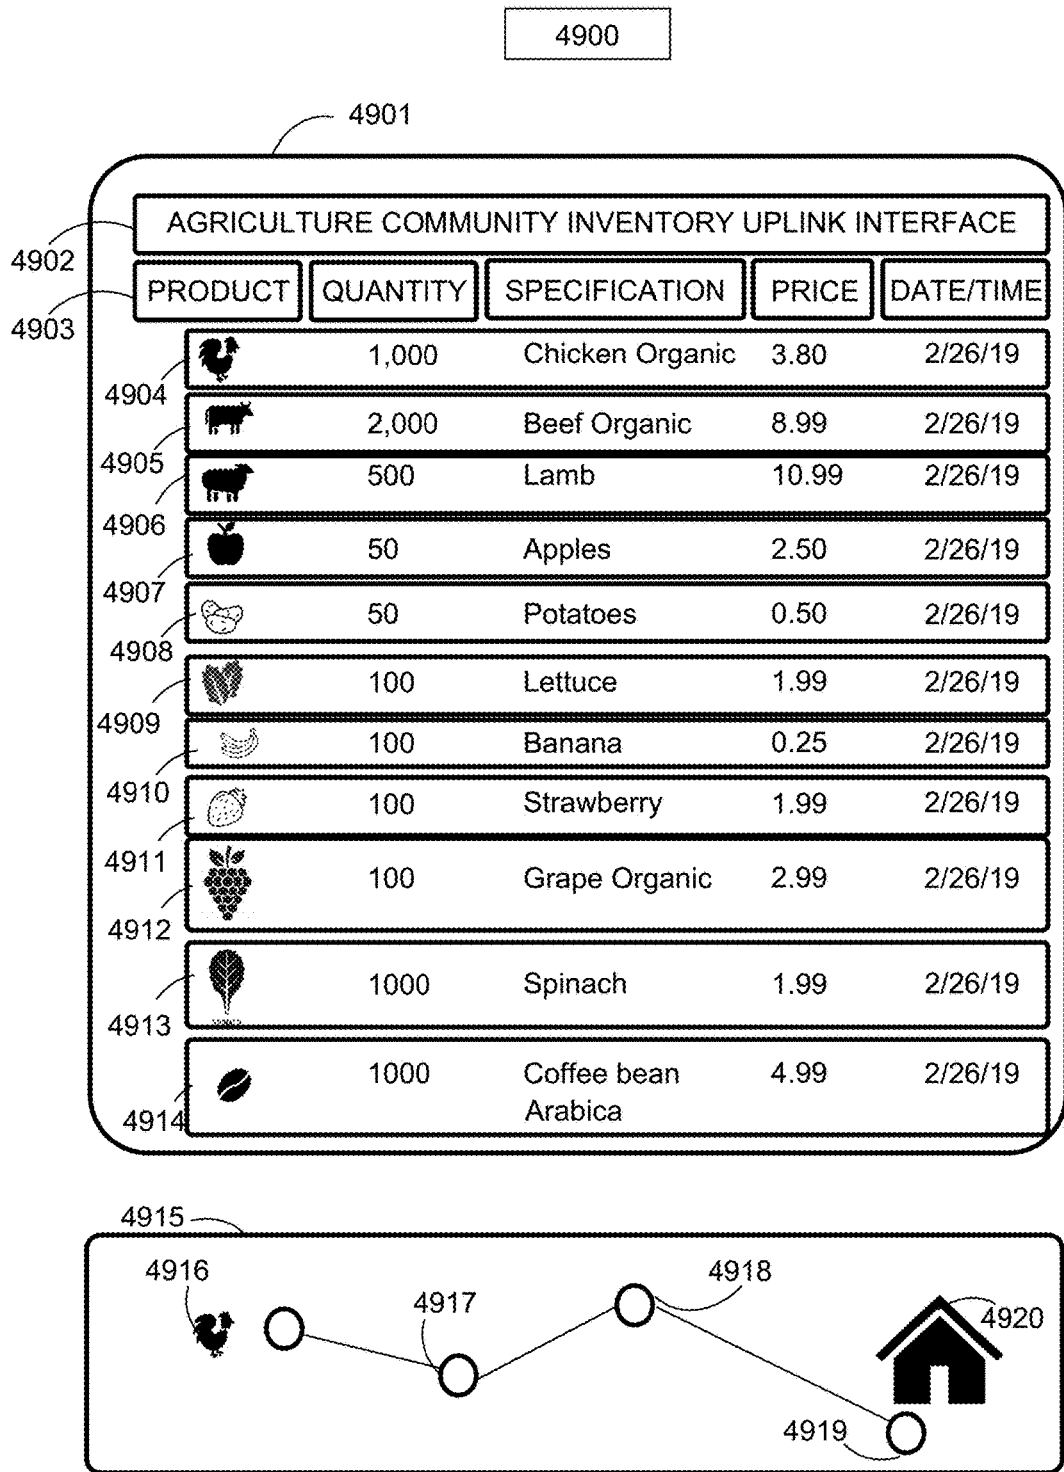 4900
4901
AGRICULTURE COMMUNITY INVENTORY UPLINK INTERFACE
4902
PRODUCT QUANTITY SPECIFICATION PRICE DATE/TIME
4903
1,000 Chicken Organic 3.80 2/26/19
4904
2,000 Beef Organic 8.99 2/26/19
4905
500 Lamb 10.99 2/26/19
4906
50 Apples 2.50 2/26/19
4907
50 Potatoes 0.50 2/26/19
4908
100 Lettuce 1.99 2/26/19
4909
100 Banana 0.25 2/26/19
4910
100 Strawberry 1.99 2/26/19
4911
100 Grape Organic 2.99 2/26/19
4912
1000 Spinach 1.99 2/26/19
4913
1000 Coffee bean 4.99 2/26/19
Arabica
4914
4915
4916
4918
4917
4920
4919